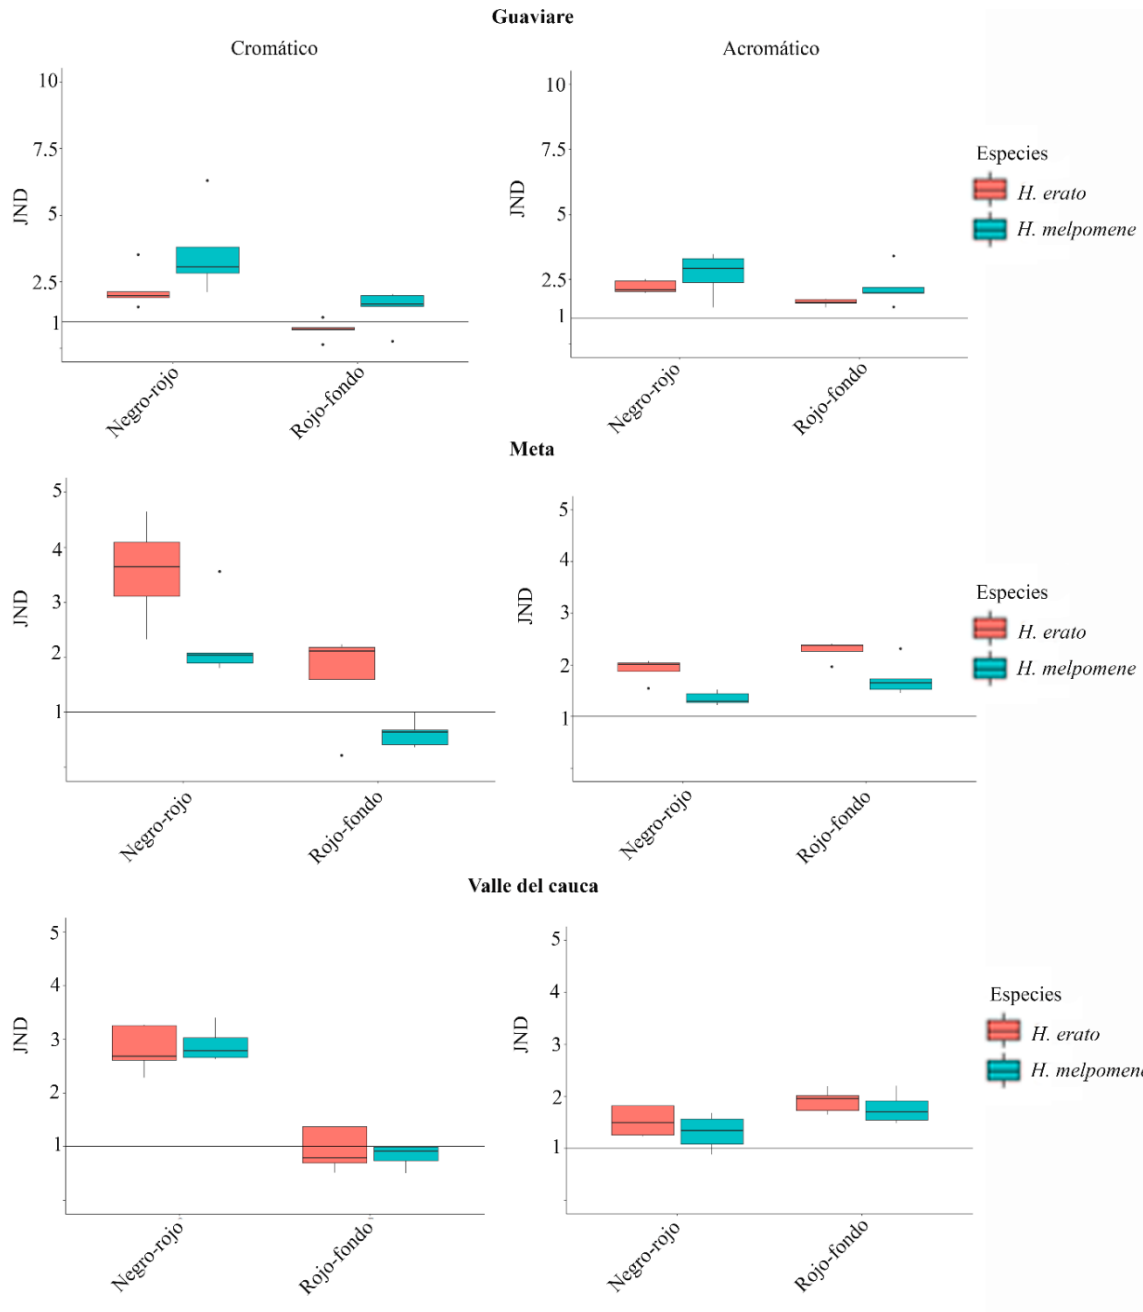 Guaviare
Cromático
Acromático
10
7.5
5
2.5
1
JND
Negro-rojo
Rojo-fondo
10
7.5
5
2.5
1
JND
Negro-rojo
Rojo-fondo
Especies
H. erato
H. melpomene
Meta
5
4
3
2
1
JND
Negro-rojo
Rojo-fondo
5
4
3
2
1
JND
Negro-rojo
Rojo-fondo
Especies
H. erato
H. melpomene
Valle del cauca
5
4
3
2
1
JND
Negro-rojo
Rojo-fondo
5
4
3
2
1
JND
Negro-rojo
Rojo-fondo
Especies
H. erato
H. melpomene